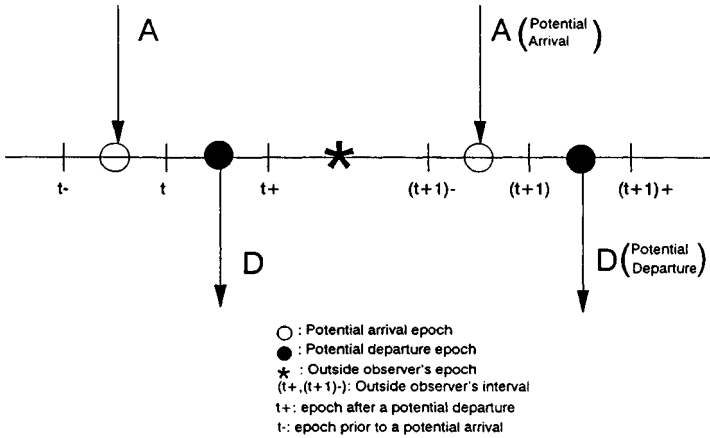 A
A (Potential
Arrival)
t-
t
t+
(t+1)-
(t+1)
(t+1)+
D
D (Potential
Departure)
: Potential arrival epoch
: Potential departure epoch
* : Outside observer's epoch
(t+,(t+1)-): Outside observer's interval
t+: epoch after a potential departure
t-: epoch prior to a potential arrival